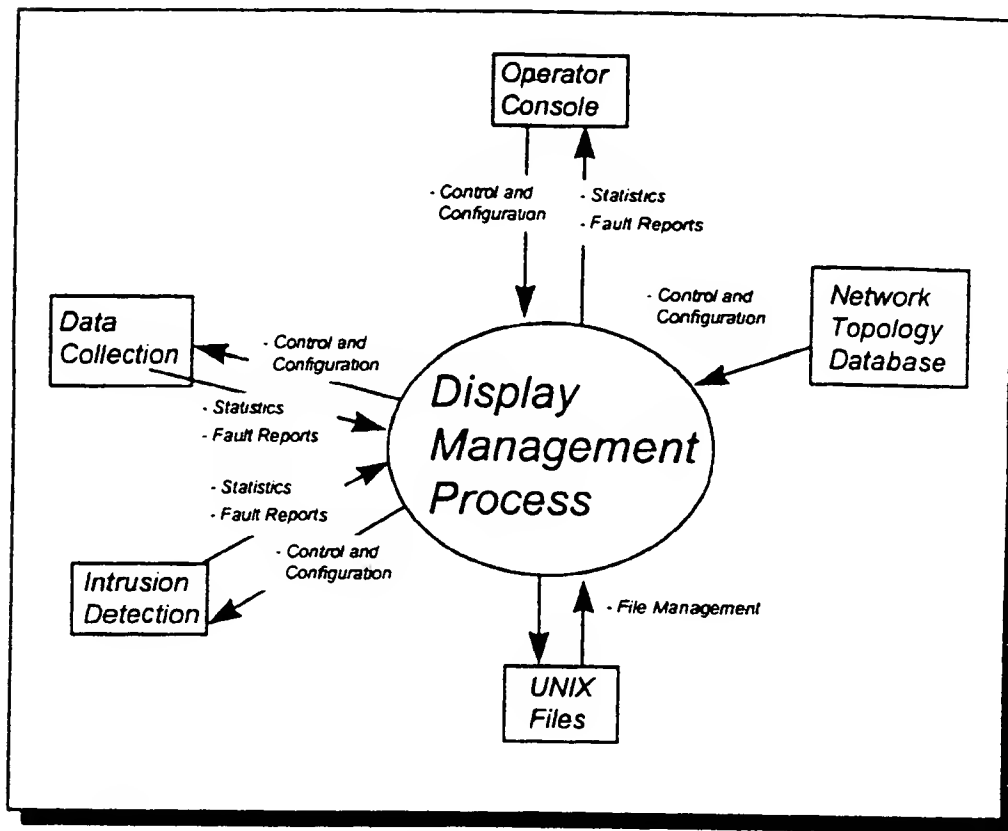 Operator
Console
- Control and
Configuration
- Statistics
- Fault Reports
- Control and
Configuration
Network
Topology
Database
Data
Collection
- Control and
Configuration
- Statistics
- Fault Reports
Display
Management
Process
- Statistics
- Fault Reports
- Control and
Configuration
Intrusion
Detection
- File Management
UNIX
Files